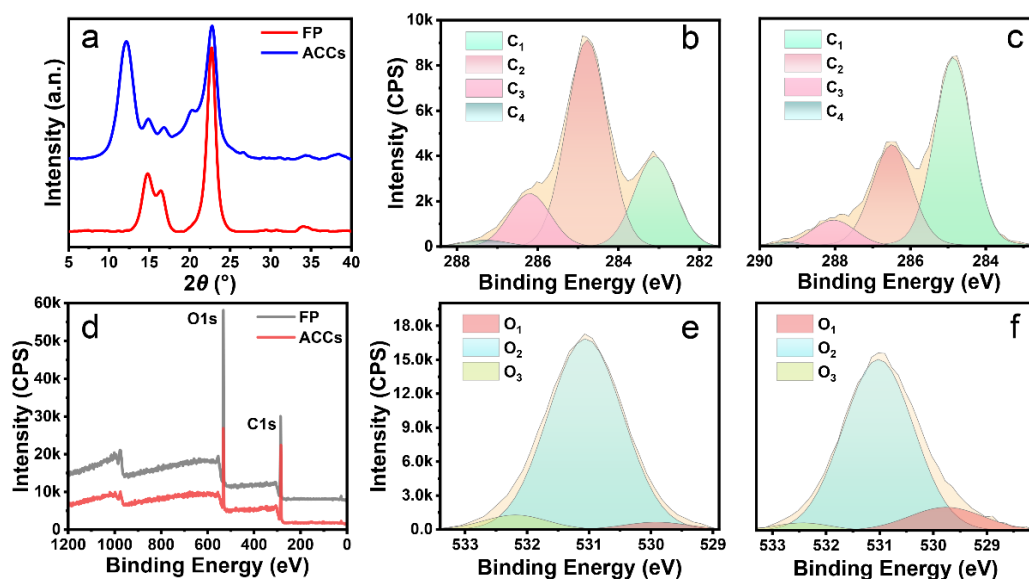 a
FP
ACCs
Intensity (a.n.)
5 10 15 20 25 30 35 40
2θ (°)
b
C₁
C₂
C₃
C₄
10k
8k
6k
4k
2k
0
Intensity (CPS)
288 286 284 282
Binding Energy (eV)
c
C₁
C₂
C₃
C₄
290 288 286 284
Binding Energy (eV)
d
FP
ACCs
O1s
C1s
60k
50k
40k
30k
20k
10k
0
Intensity (CPS)
1200 1000 800 600 400 200 0
Binding Energy (eV)
e
O₁
O₂
O₃
18.0k
15.0k
12.0k
9.0k
6.0k
3.0k
0.0
Intensity (CPS)
533 532 531 530 529
Binding Energy (eV)
f
O₁
O₂
O₃
533 532 531 530 529
Binding Energy (eV)